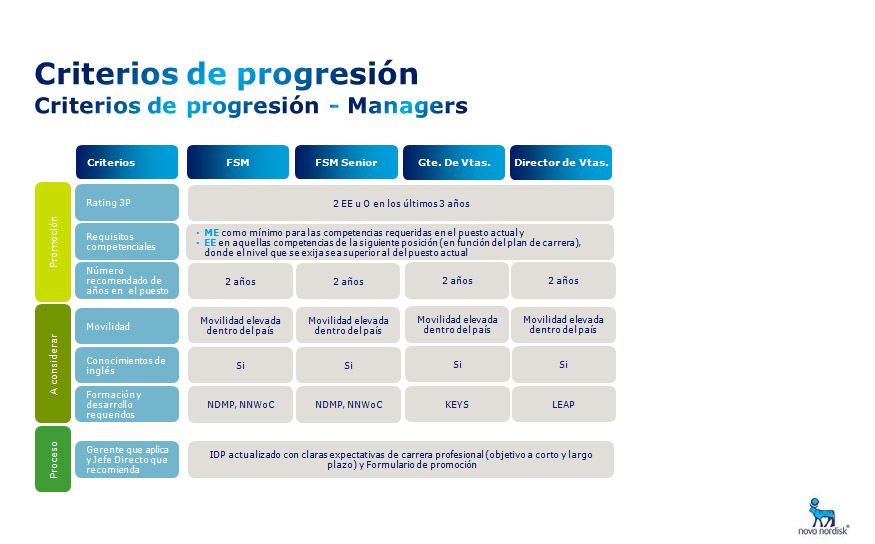 Criterios de progresión
Criterios de progresión - Managers
Criterios
FSM
FSM Senior
Gte. De Vtas.
Director de Vtas.
Promoción
Rating 3P
2 EE u O en los últimos 3 años
Requisitos
competenciales
• ME como mínimo para las competencias requeridas en el puesto actual y
• EE en aquellas competencias de la siguiente posición (en función del plan de carrera),
donde el nivel que se exija sea superior al del puesto actual
Número
recomendado de
años en el puesto
2 años
2 años
2 años
2 años
A considerar
Movilidad
Movilidad elevada
dentro del país
Movilidad elevada
dentro del país
Movilidad elevada
dentro del país
Movilidad elevada
dentro del país
Conocimientos de
inglés
Si
Si
Si
Si
Formación y
desarrollo
requeridos
NDMP, NNWoC
NDMP, NNWoC
KEYS
LEAP
Proceso
Gerente que aplica
y Jefe Directo que
recomienda
IDP actualizado con claras expectativas de carrera profesional (objetivo a corto y largo
plazo) y Formulario de promoción
novo nordisk®